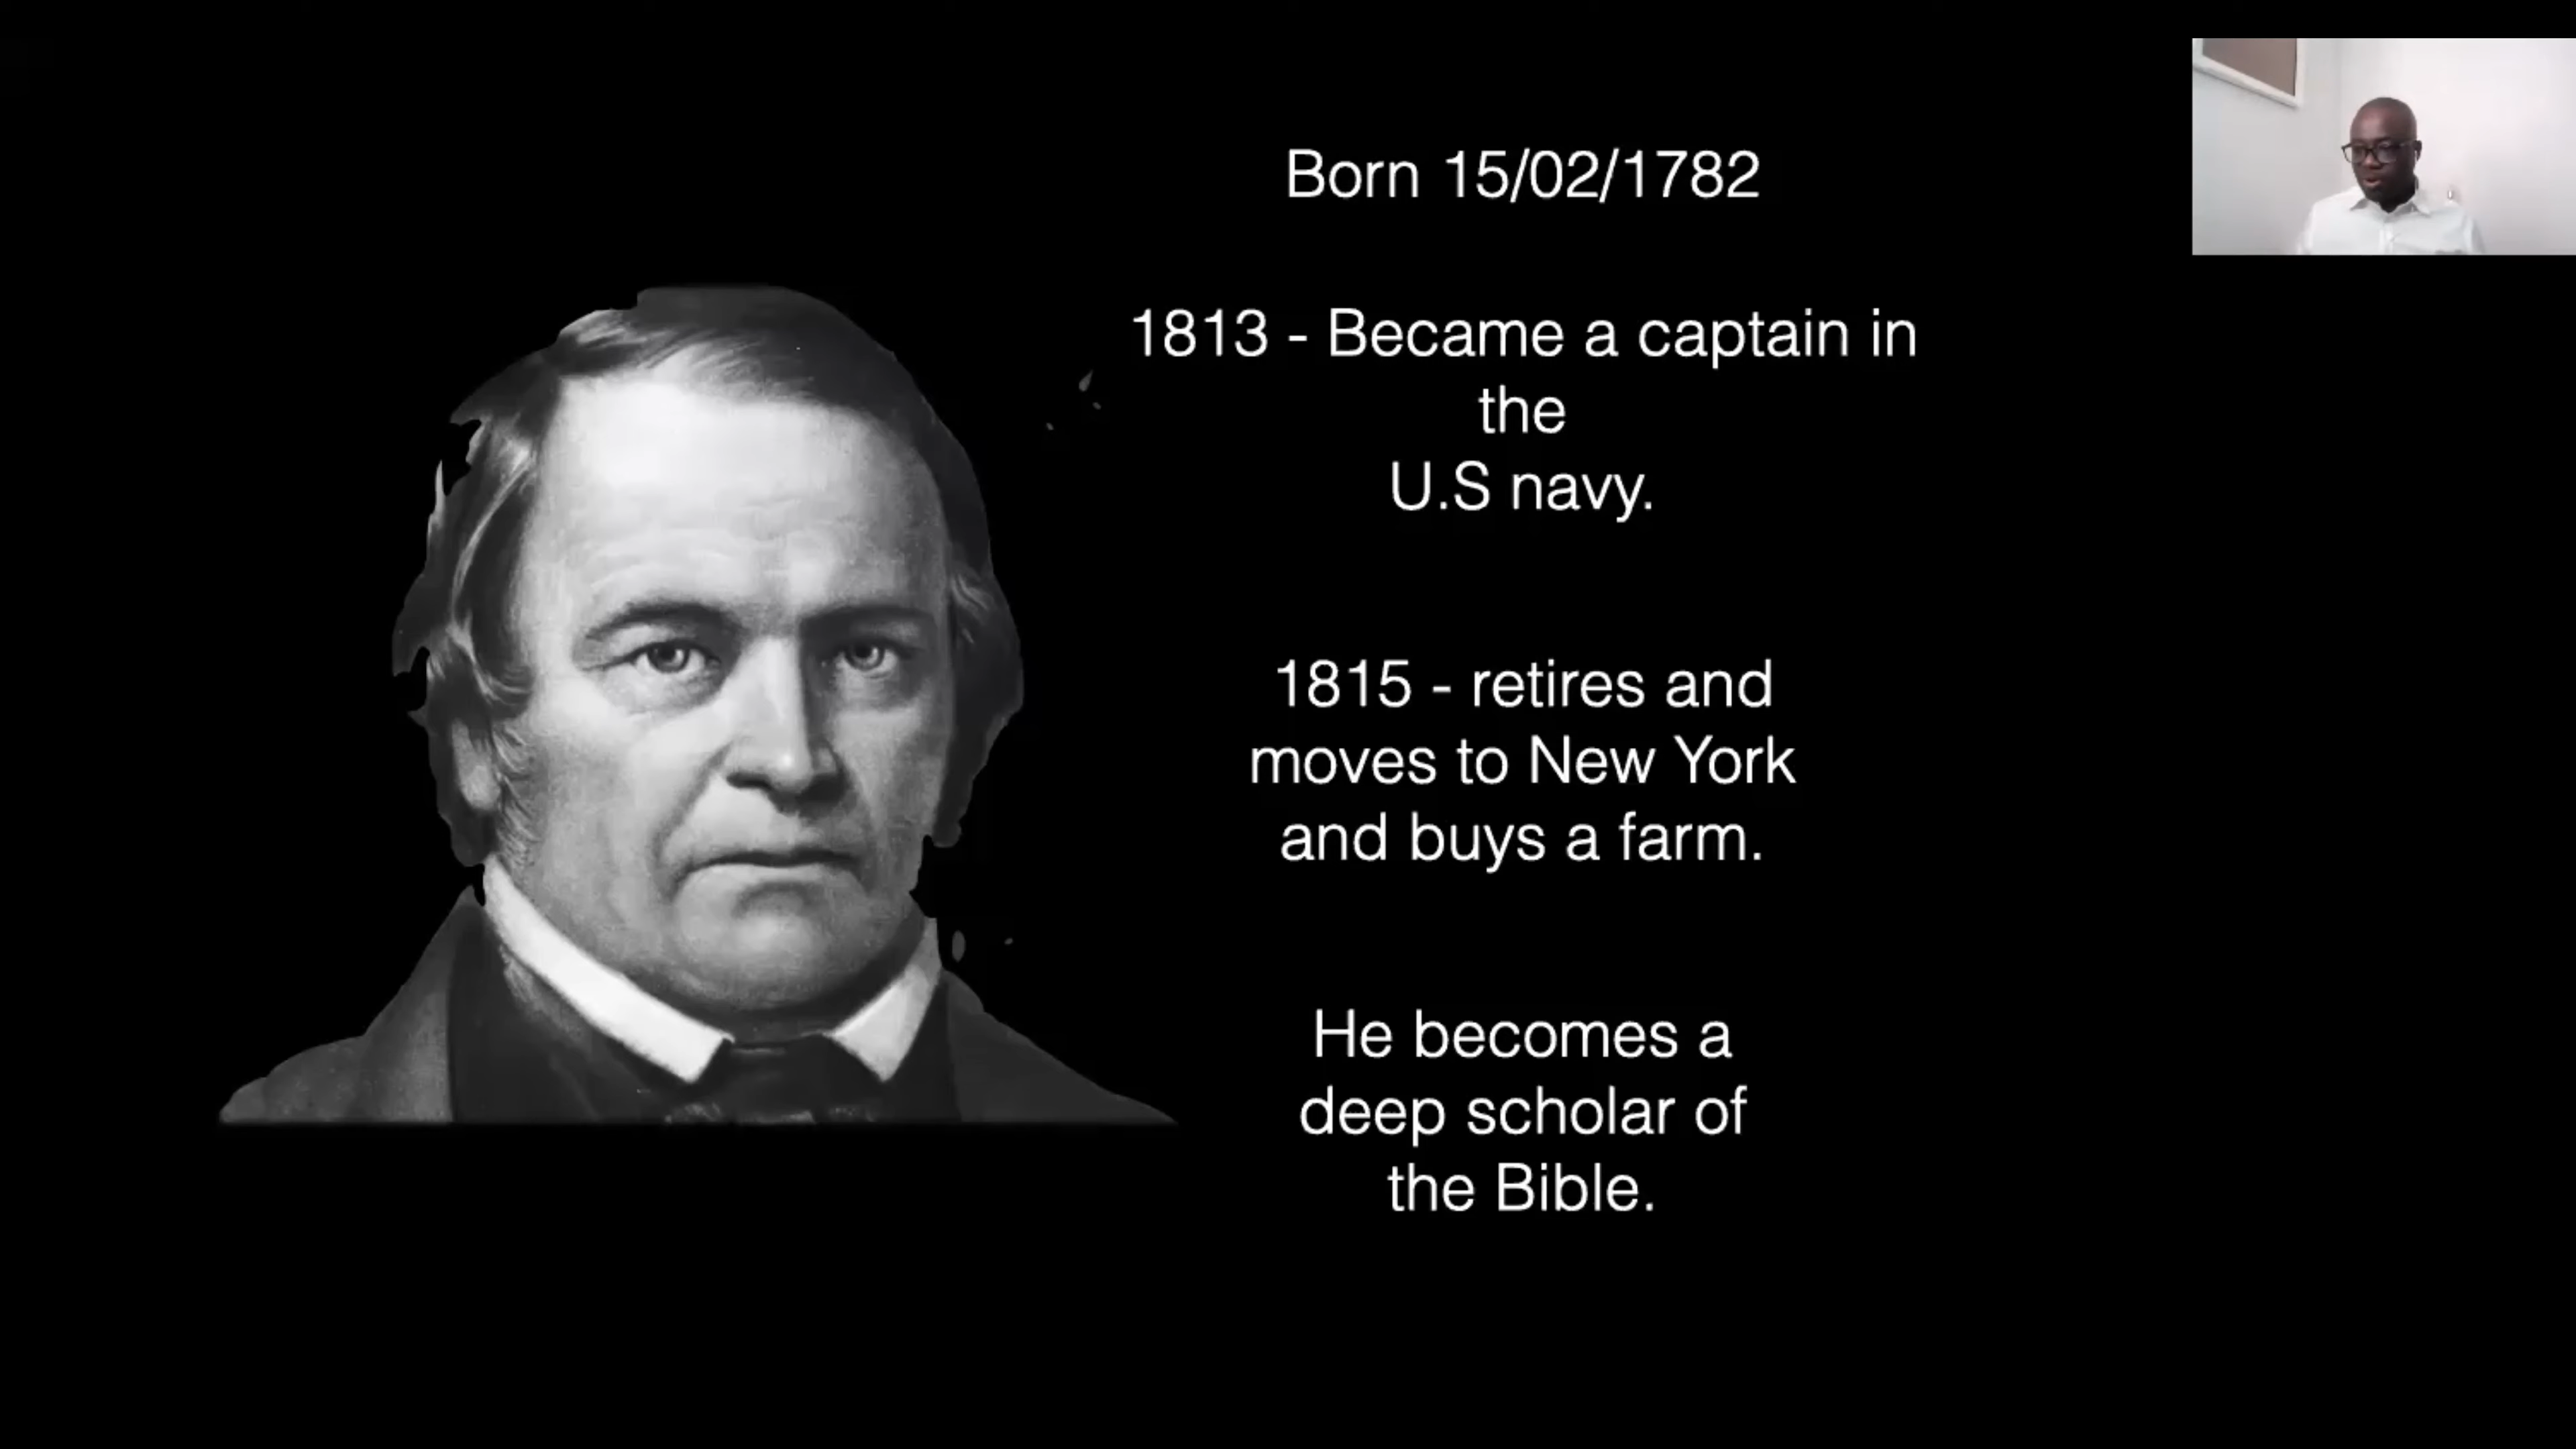 Born 15/02/1782
1813 - Became a captain in
the
U.S navy.
1815 - retires and
moves to New York
and buys a farm.
He becomes a
deep scholar of
the Bible.